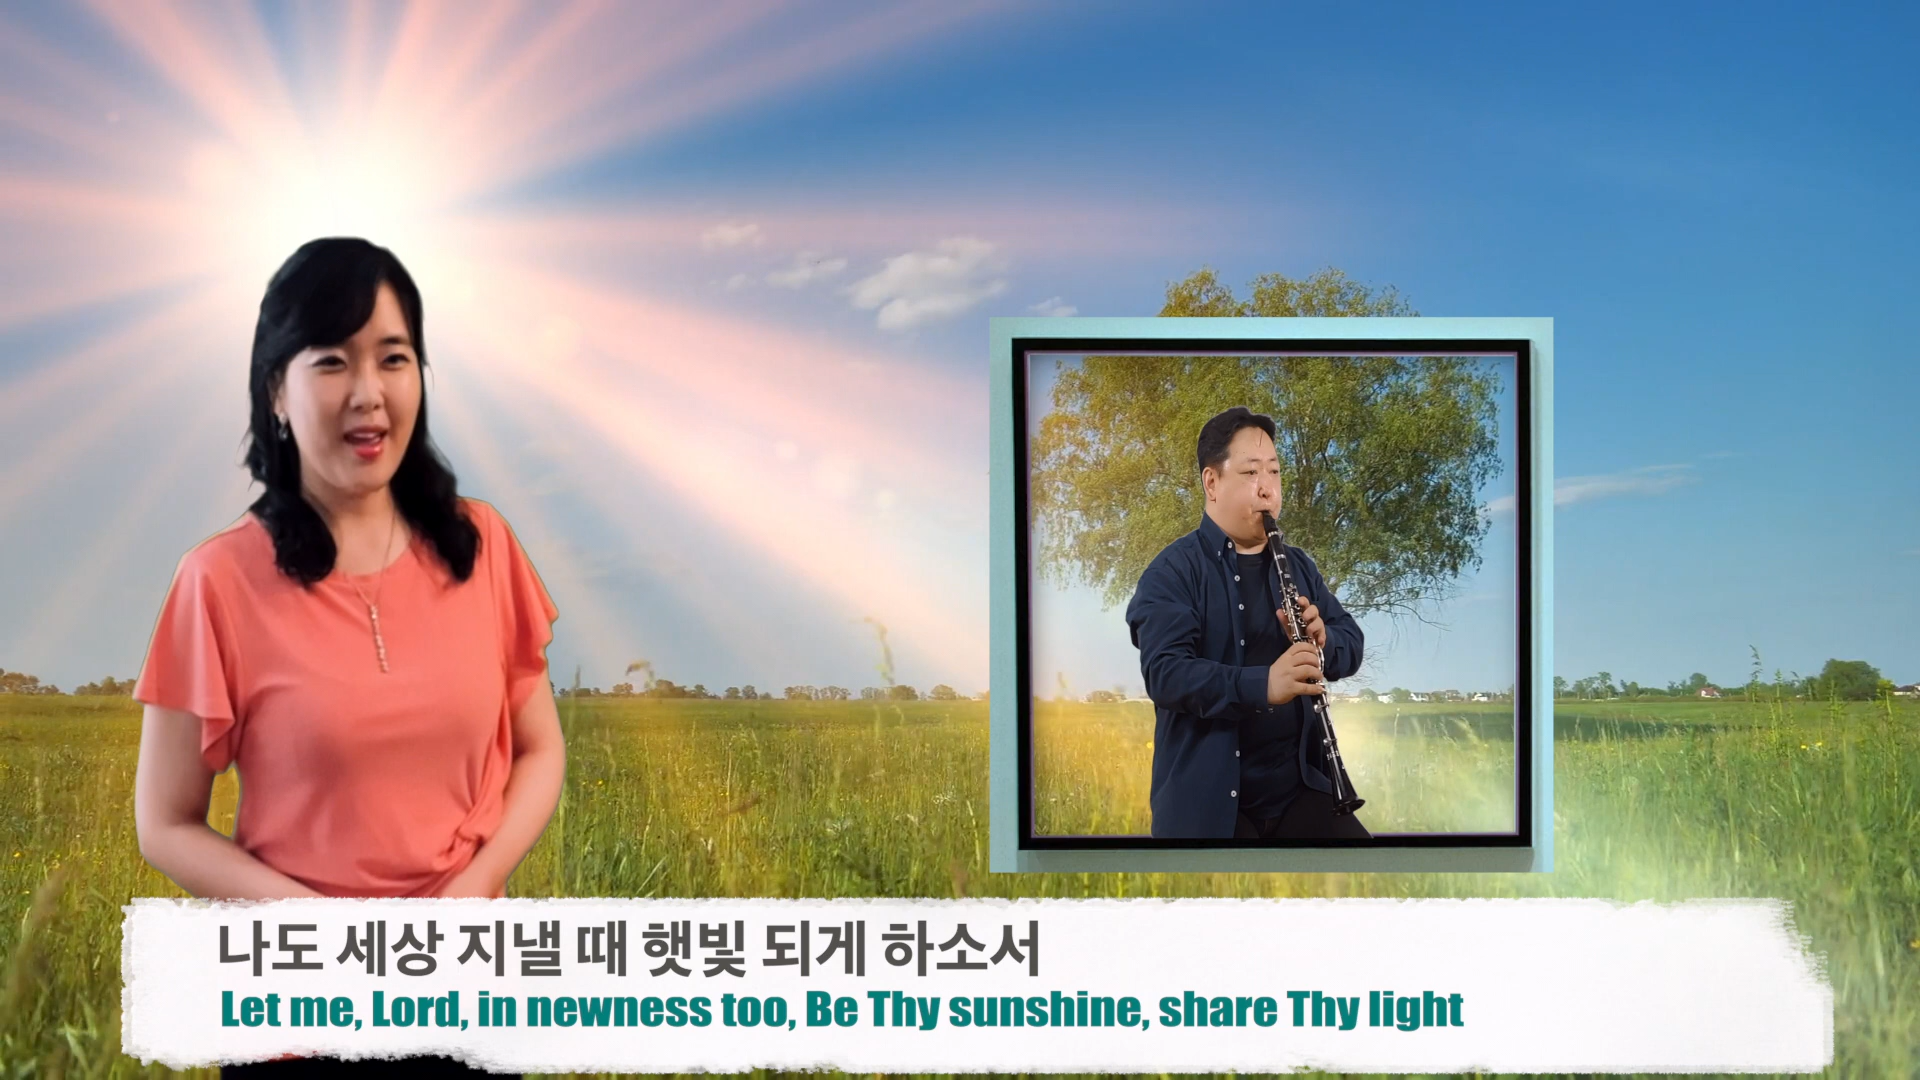 나도 세상 지낼 때 햇빛 되게 하소서
Let me, Lord, in newness too, Be Thy sunshine, share Thy light